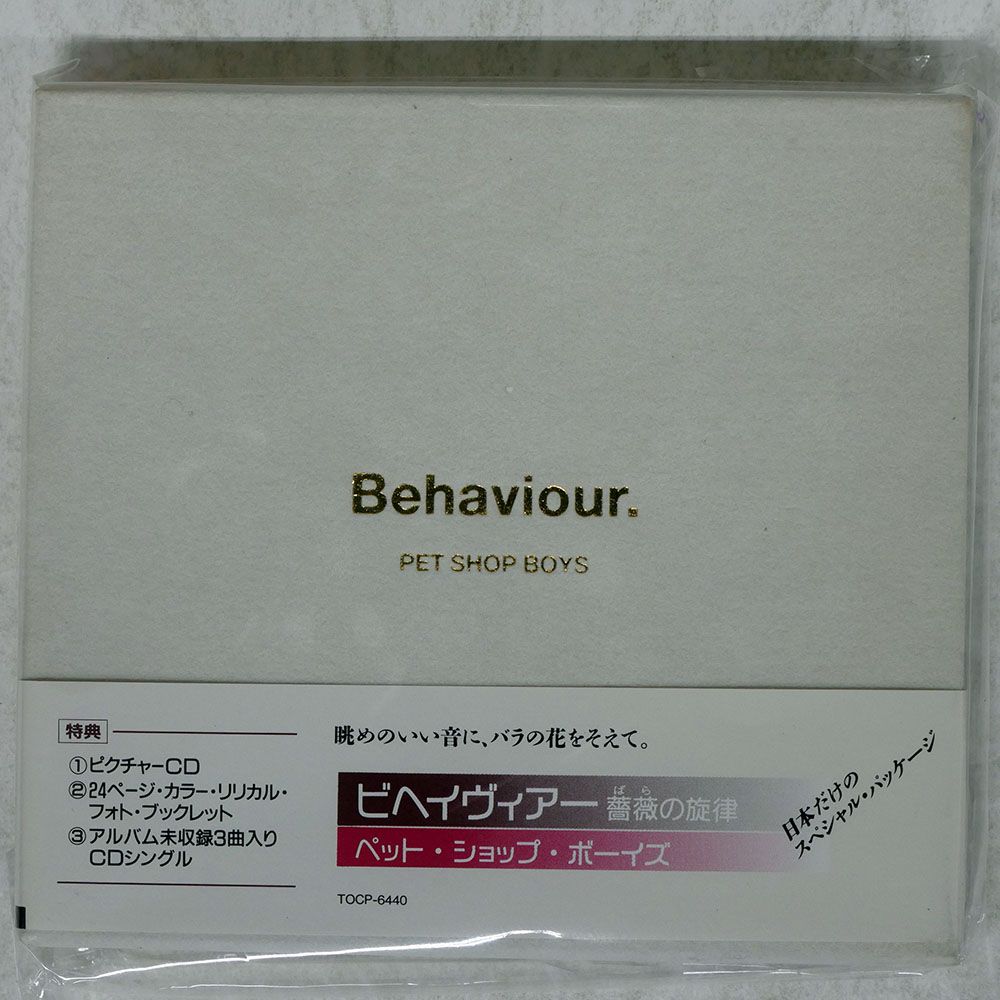 Behaviour.
PET SHOP BOYS
特典
①ピクチャーCD
②24ページ・カラー・リリカル・
フォト・ブックレット
③アルバム未収録3曲入り
CDシングル
眺めのいい音に、バラの花をそえて。
ばら
ビヘイヴィアー 薔薇の旋律
ペット・ショップ・ボーイズ
TOCP-6440
日本だけの
スペシャル・パッケージ